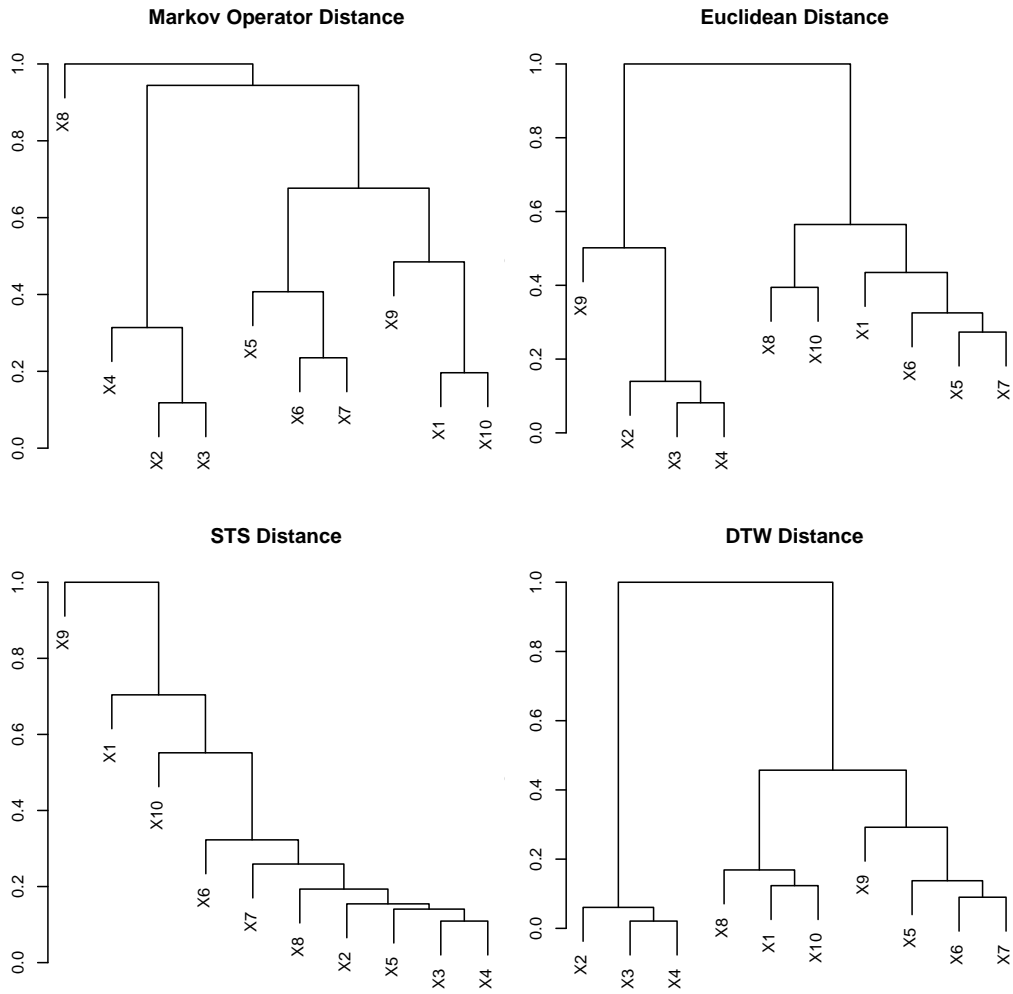 Markov Operator Distance
0.0 0.2 0.4 0.6 0.8 1.0
X8
X4
X2
X3
X5
X6
X7
X9
X1
X10
Euclidean Distance
0.0 0.2 0.4 0.6 0.8 1.0
X9
X2
X3
X4
X8
X10
X1
X6
X5
X7
STS Distance
0.0 0.2 0.4 0.6 0.8 1.0
X9
X1
X10
X6
X7
X8
X2
X5
X3
X4
DTW Distance
0.0 0.2 0.4 0.6 0.8 1.0
X2
X3
X4
X8
X1
X10
X9
X5
X6
X7